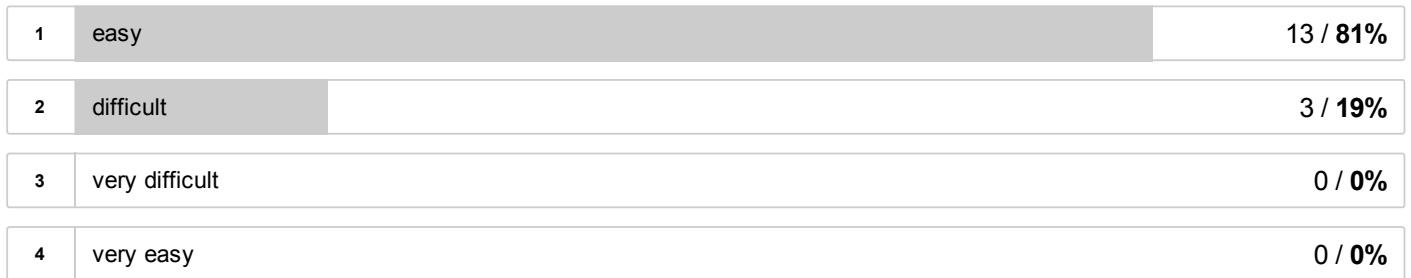 1 easy 13 / 81%
2 difficult 3 / 19%
3 very difficult 0 / 0%
4 very easy 0 / 0%